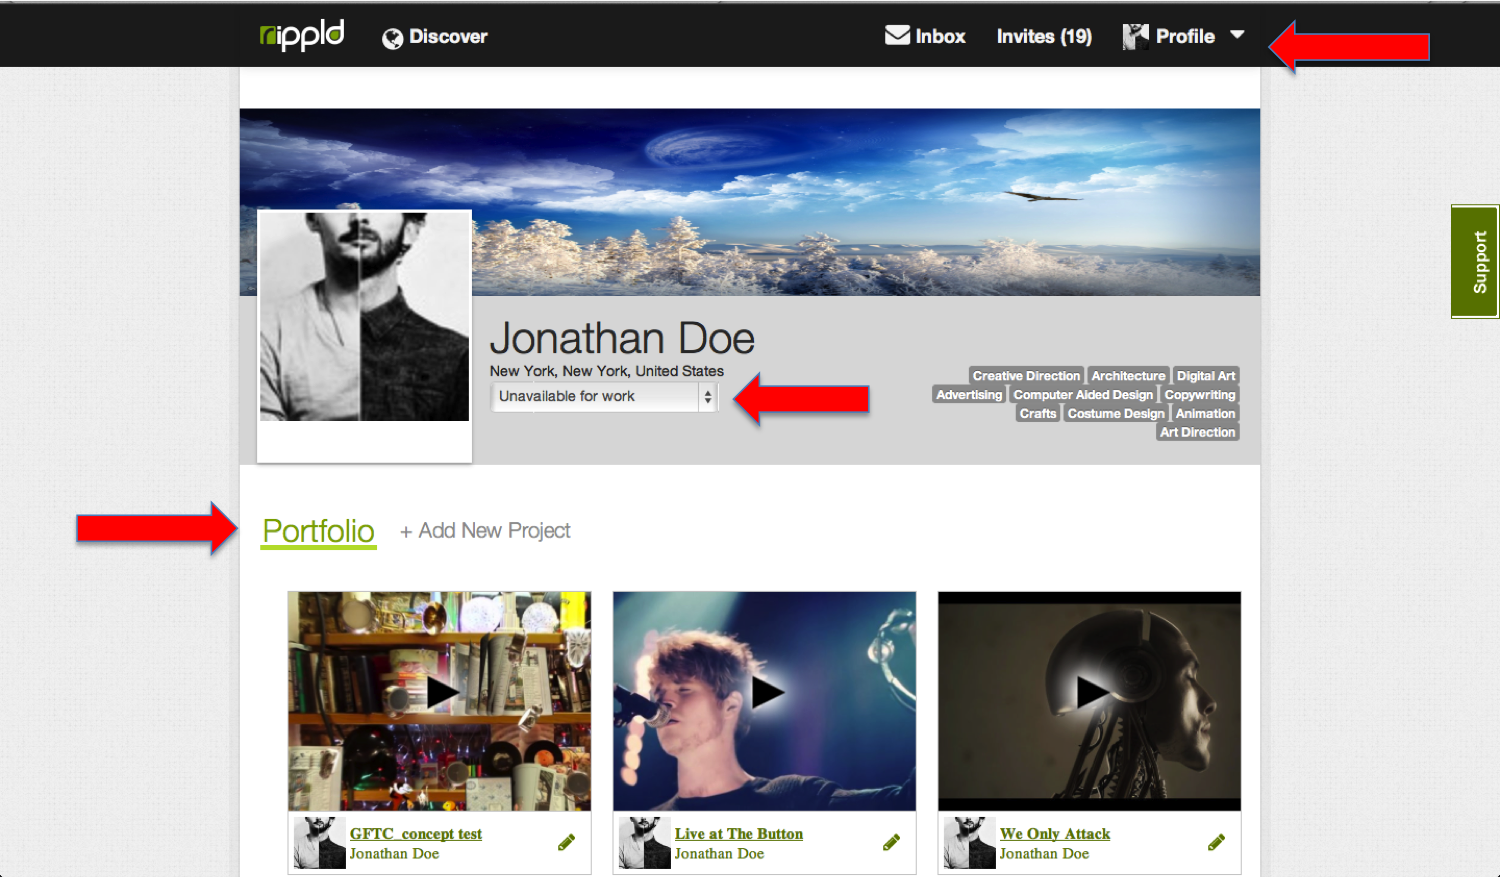 rippld Discover Inbox Invites (19) Profile
Support
Jonathan Doe
New York, New York, United States
Unavailable for work
Creative Direction Architecture Digital Art
Advertising Computer Aided Design Copywriting
Crafts Costume Design Animation
Art Direction
Portfolio + Add New Project
GFTC_concept test
Jonathan Doe
Live at The Button
Jonathan Doe
We Only Attack
Jonathan Doe